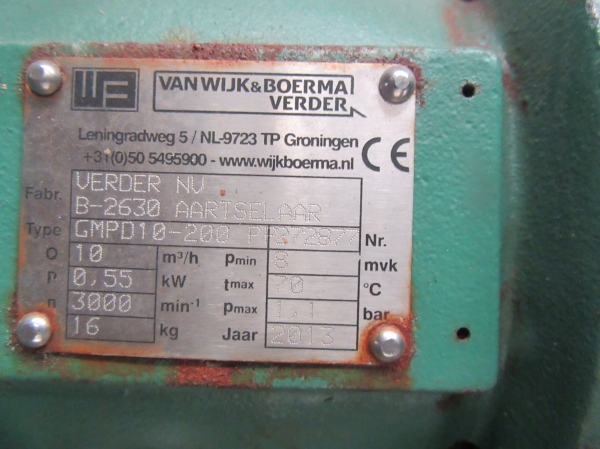 WB VAN WIJK & BOERMA
VERDER
Leningradweg 5 / NL-9723 TP Groningen
+31(0)50 5495900 - www.wijkboerma.nl CE
Fabr. VERDER NV
B-2630 AARTSELAAR
Type GMPD10-200 Nr.
Q 10 m³/h pmin 8 mvk
P 0,55 kW tmax 70 °C
n 3000 min-1 pmax 1,1 bar
16 kg Jaar 2013